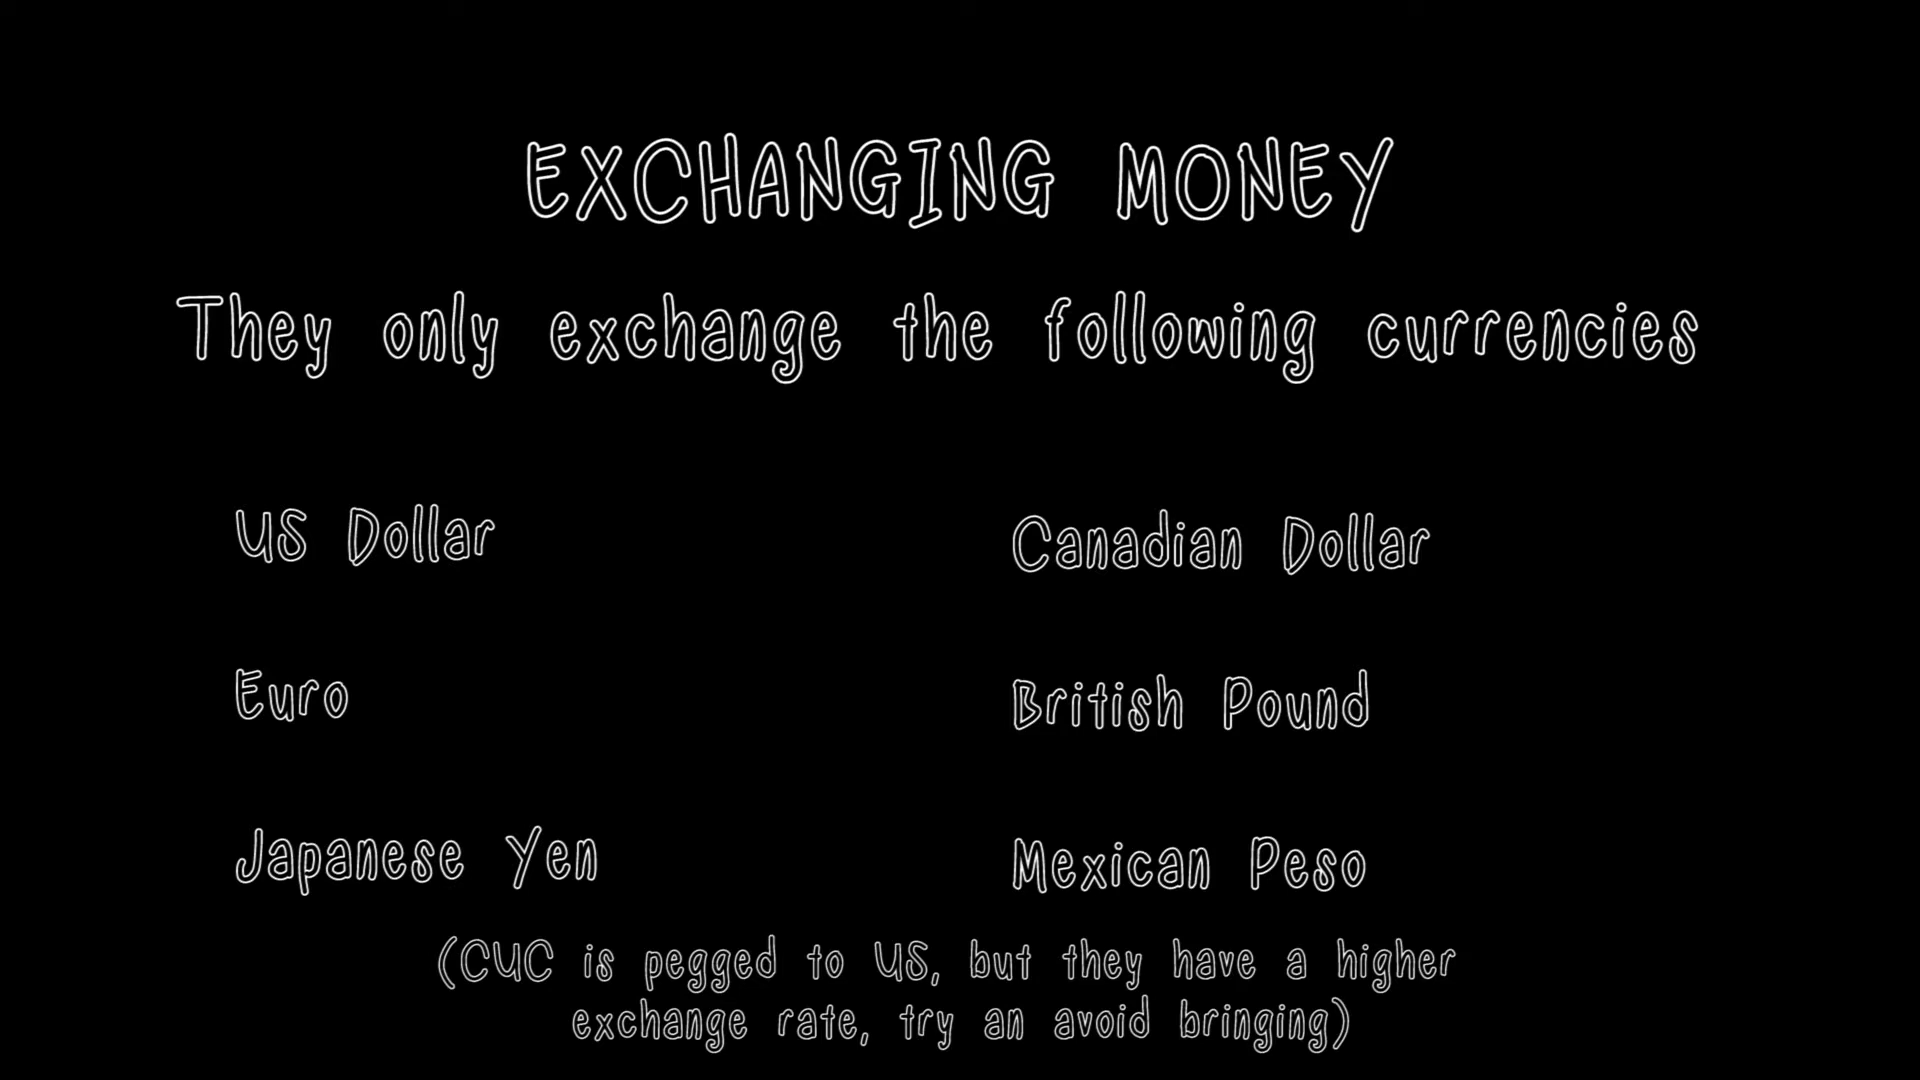 EXCHANGING MONEY
They only exchange the following currencies
US Dollar
Canadian Dollar
Euro
British Pound
Japanese Yen
Mexican Peso
(CUC is pegged to US, but they have a higher
exchange rate, try an avoid bringing)